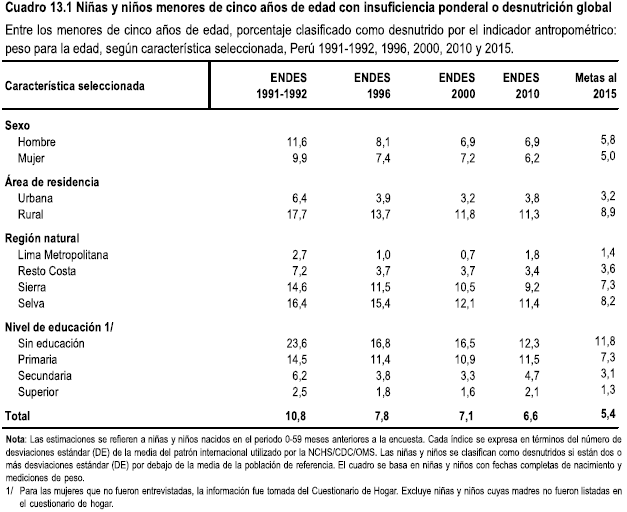 Cuadro 13.1 Niñas y niños menores de cinco años de edad con insuficiencia ponderal o desnutrición global
Entre los menores de cinco años de edad, porcentaje clasificado como desnutrido por el indicador antropométrico:
peso para la edad, según característica seleccionada, Perú 1991-1992, 1996, 2000, 2010 y 2015.
Característica seleccionada ENDES 1991-1992 ENDES 1996 ENDES 2000 ENDES 2010 Metas al 2015
Sexo
Hombre 11,6 8,1 6,9 6,9 5,8
Mujer 9,9 7,4 7,2 6,2 5,0
Área de residencia
Urbana 6,4 3,9 3,2 3,8 3,2
Rural 17,7 13,7 11,8 11,3 8,9
Región natural
Lima Metropolitana 2,7 1,0 0,7 1,8 1,4
Resto Costa 7,2 3,7 3,7 3,4 3,6
Sierra 14,6 11,5 10,5 9,2 7,3
Selva 16,4 15,4 12,1 11,4 8,2
Nivel de educación 1/
Sin educación 23,6 16,8 16,5 12,3 11,8
Primaria 14,5 11,4 10,9 11,5 7,3
Secundaria 6,2 3,8 3,3 4,7 3,1
Superior 2,5 1,8 1,6 2,1 1,3
Total 10,8 7,8 7,1 6,6 5,4
Nota: Las estimaciones se refieren a niñas y niños nacidos en el periodo 0-59 meses anteriores a la encuesta. Cada índice se expresa en términos del número de
desviaciones estándar (DE) de la media del patrón internacional utilizado por la NCHS/CDC/OMS. Las niñas y niños se clasifican como desnutridos si están dos o
más desviaciones estándar (DE) por debajo de la media de la población de referencia. El cuadro se basa en niñas y niños con fechas completas de nacimiento y
mediciones de peso.
1/ Para las mujeres que no fueron entrevistadas, la información fue tomada del Cuestionario de Hogar. Excluye niñas y niños cuyas madres no fueron listadas en
el cuestionario de hogar.